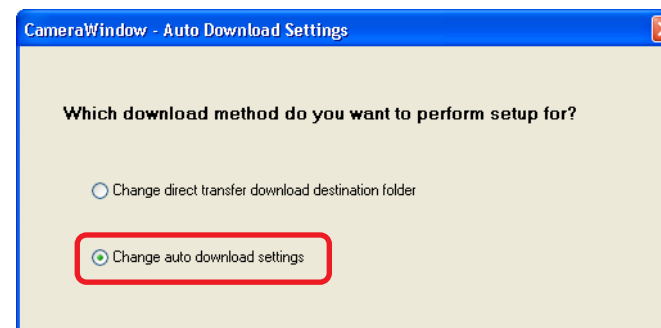 CameraWindow - Auto Download Settings
Which download method do you want to perform setup for?
Change direct transfer download destination folder
Change auto download settings